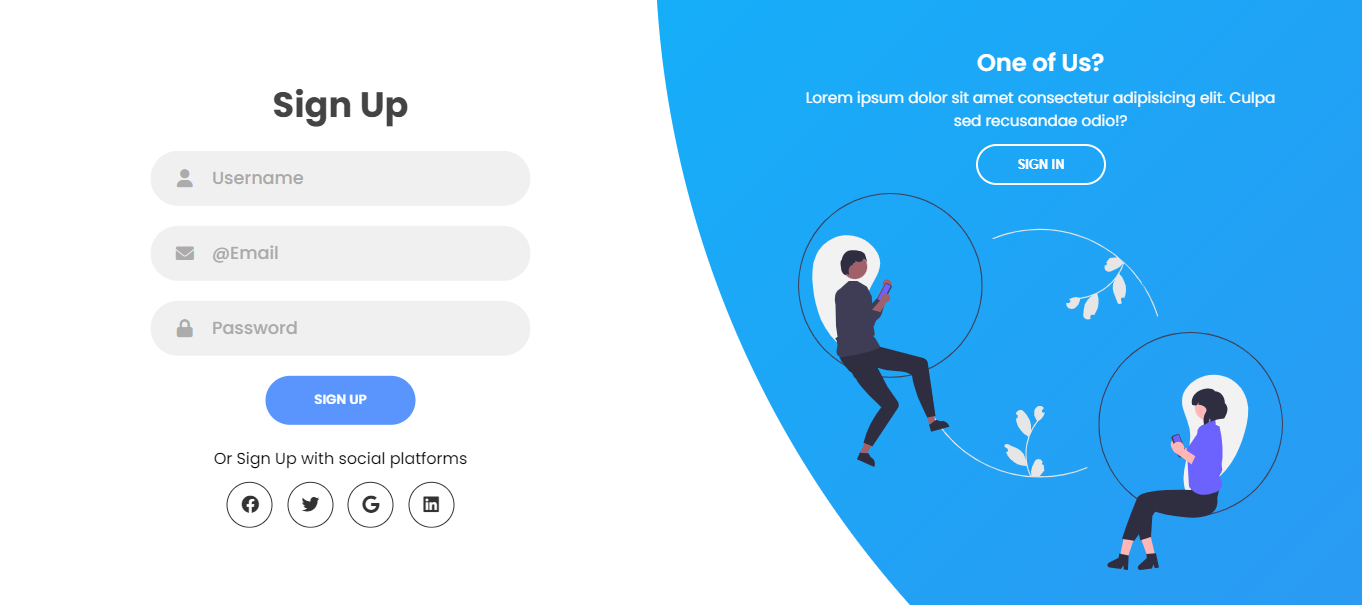 Sign Up
Username
@Email
Password
SIGN UP
Or Sign Up with social platforms
One of Us?
Lorem ipsum dolor sit amet consectetur adipisicing elit. Culpa
sed recusandae odio!?
SIGN IN